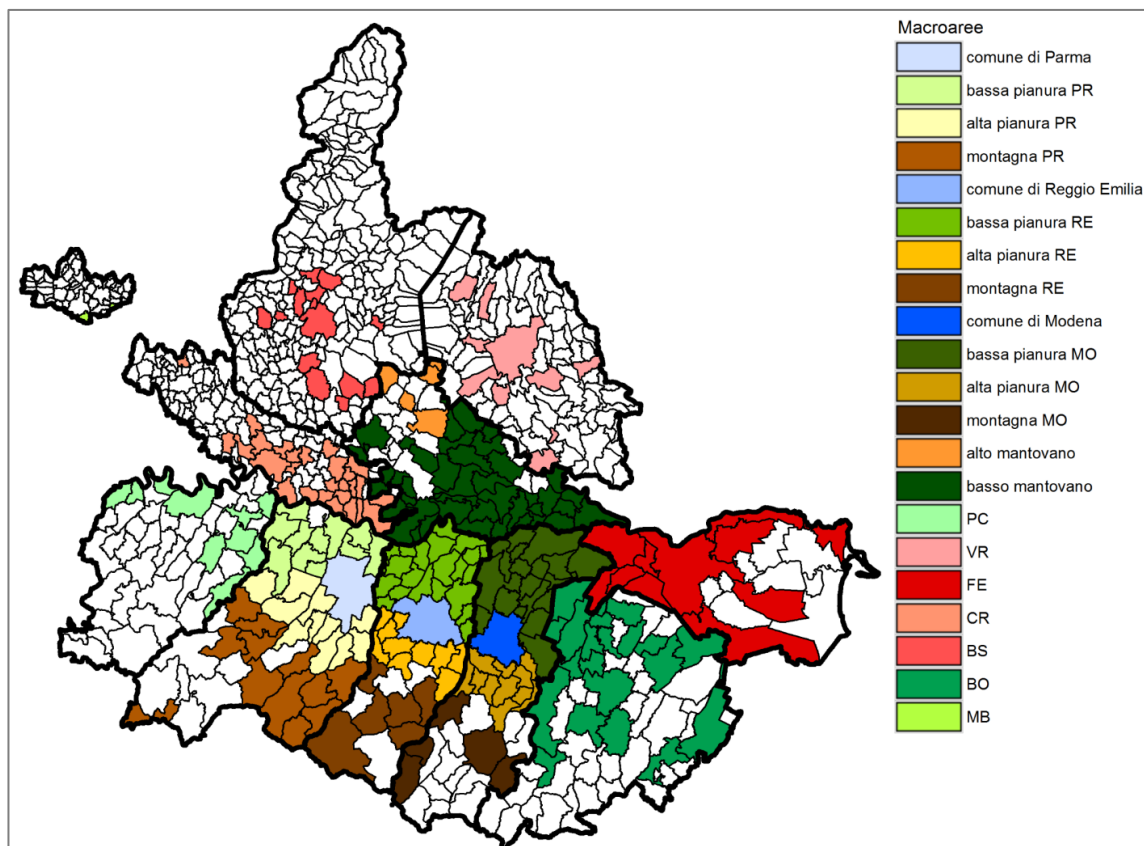 Macroaree
comune di Parma
bassa pianura PR
alta pianura PR
montagna PR
comune di Reggio Emilia
bassa pianura RE
alta pianura RE
montagna RE
comune di Modena
bassa pianura MO
alta pianura MO
montagna MO
alto mantovano
basso mantovano
PC
VR
FE
CR
BS
BO
MB